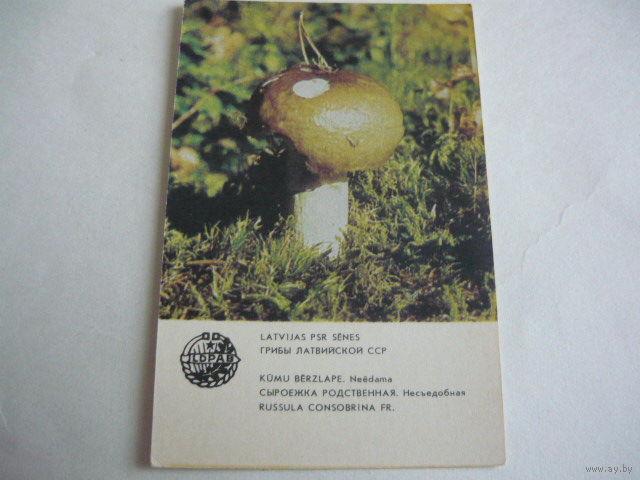 LATVIJAS PSR SĒNES
ГРИБЫ ЛАТВИЙСКОЙ ССР
KŪMU BĒRZLAPE. Neēdama
СЫРОЕЖКА РОДСТВЕННАЯ. Несъедобная
RUSSULA CONSOBRINA FR.
www.ay.by